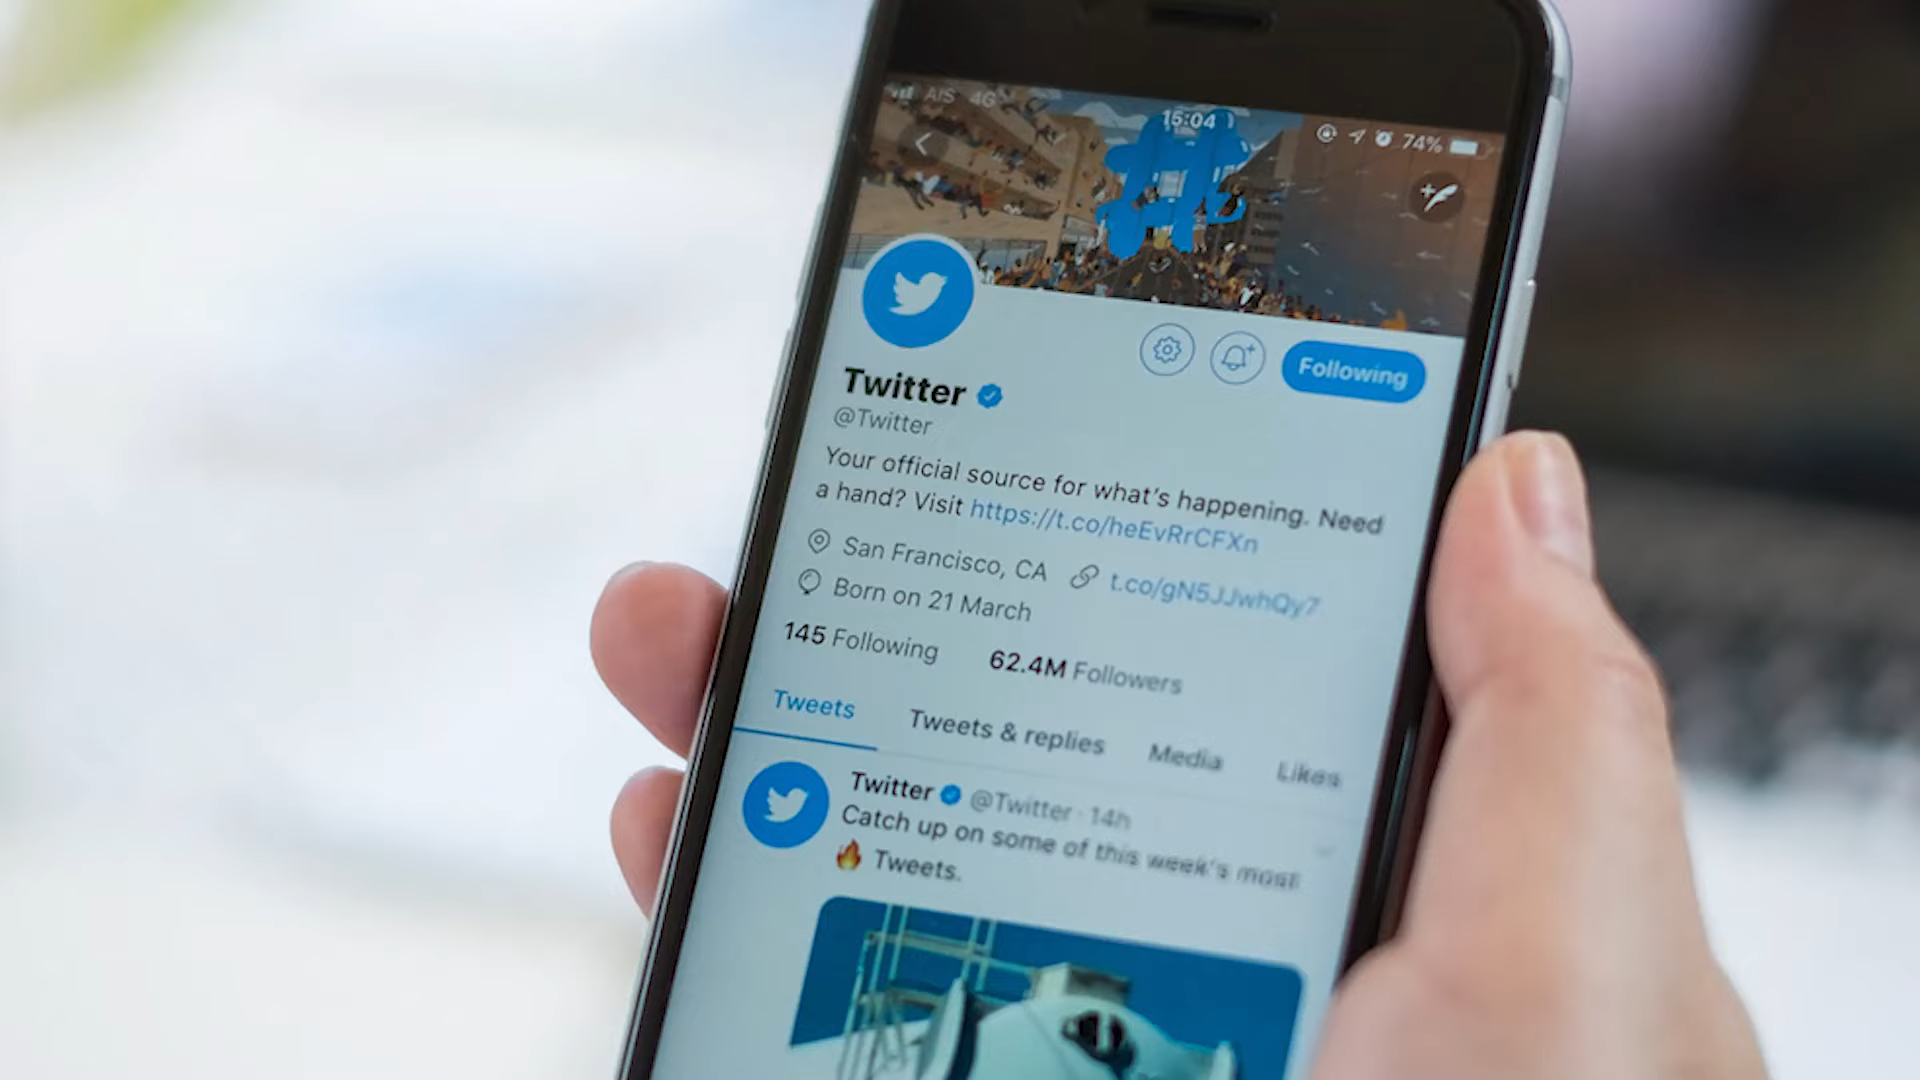 AIS 4G 15:04 74%
Following
Twitter
@Twitter
Your official source for what's happening. Need
a hand? Visit https://t.co/heEvRrCFXn
San Francisco, CA t.co/gN5JJwhQy7
Born on 21 March
145 Following 62.4M Followers
Tweets Tweets & replies Media Likes
Twitter @Twitter · 14h
Catch up on some of this week's most
🔥 Tweets.